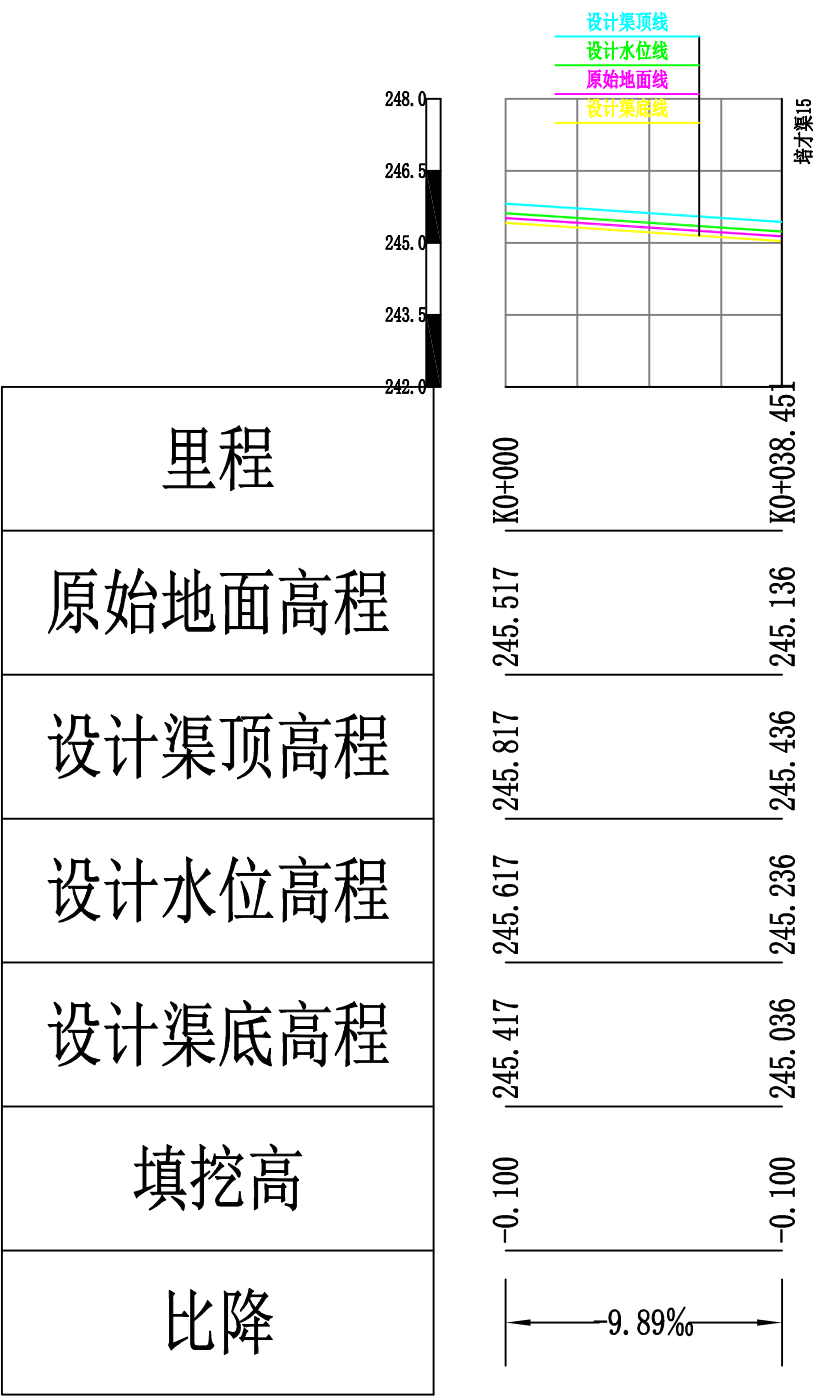 设计渠顶线
设计水位线
原始地面线
设计渠底线
培才渠15
248.0
246.5
245.0
243.5
242.0
里程
K0+000
K0+038.451
原始地面高程
245.517
245.136
设计渠顶高程
245.817
245.436
设计水位高程
245.617
245.236
设计渠底高程
245.417
245.036
填挖高
-0.100
-0.100
比降
-9.89‰